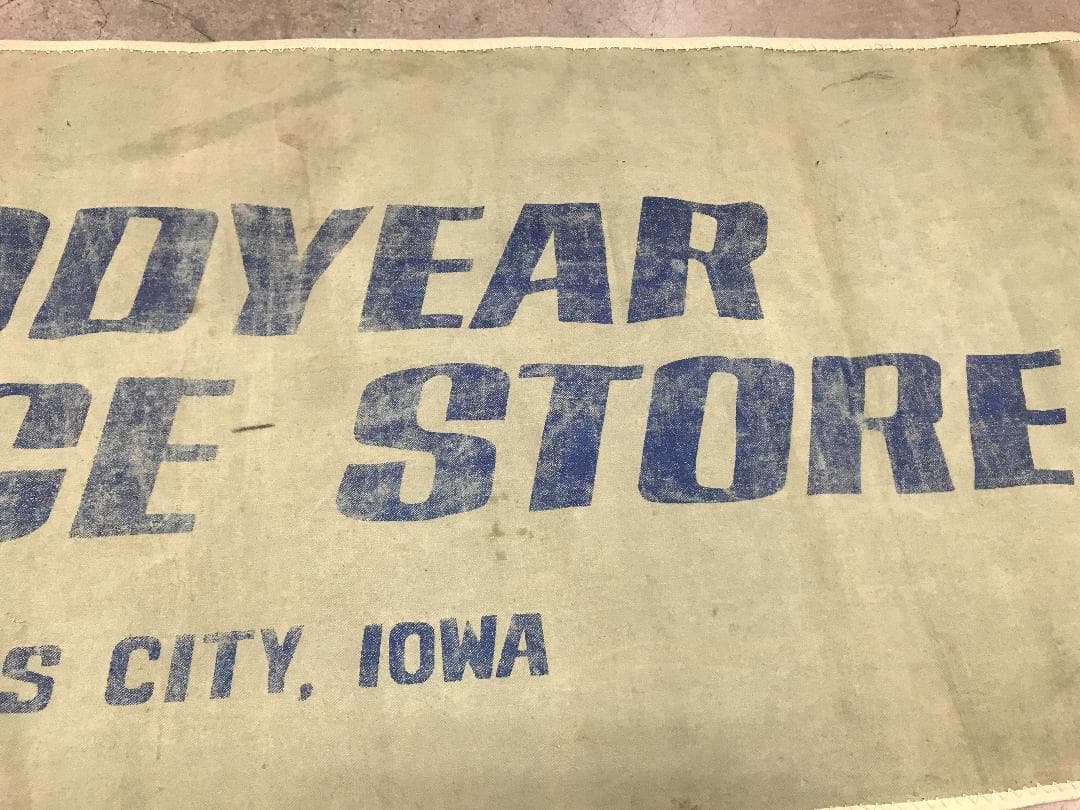 ODYEAR
CE STORE
S CITY, IOWA